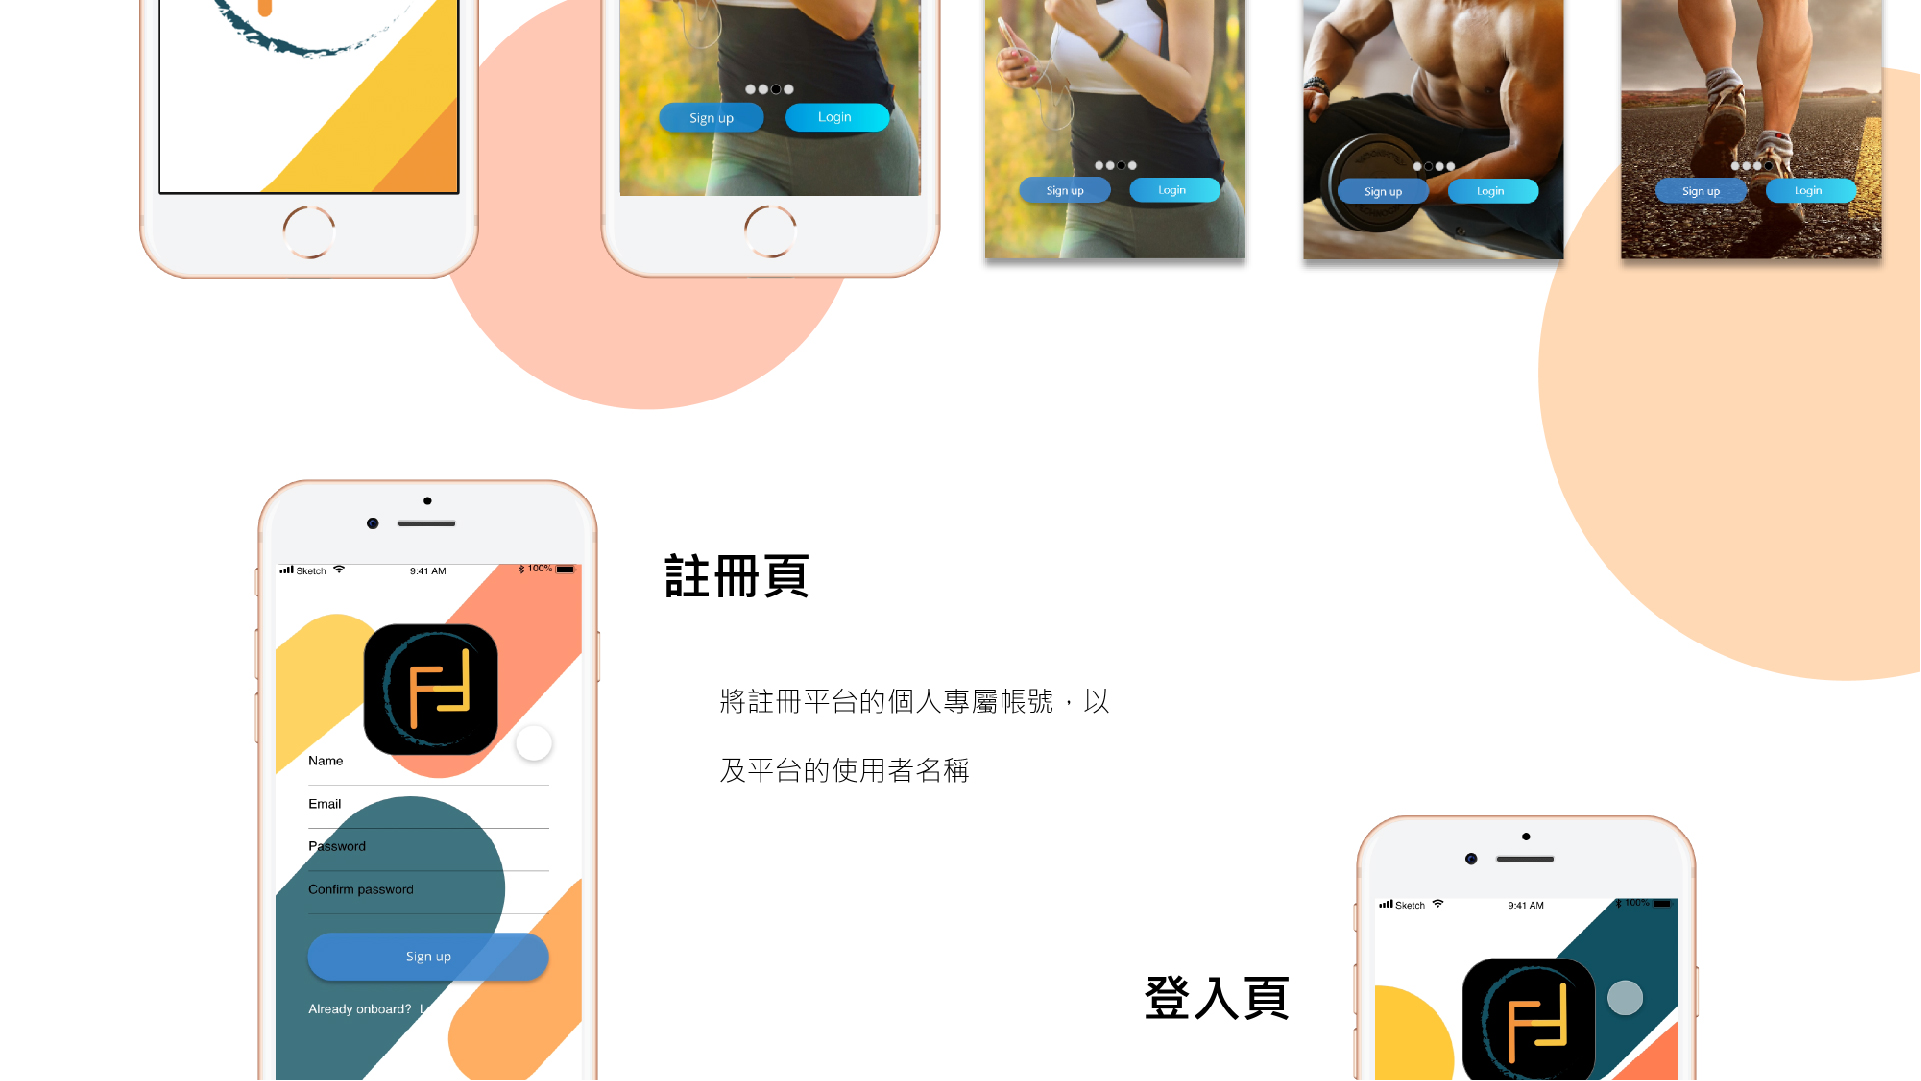 Sign up
Login
Sign up
Login
Sign up
Login
Sign up
Login
Sketch
9:41 AM
100%
註冊頁
Name
Email
Password
Confirm password
Sign up
Already onboard?
將註冊平台的個人專屬帳號，以
及平台的使用者名稱
Sketch
9:41 AM
100%
登入頁